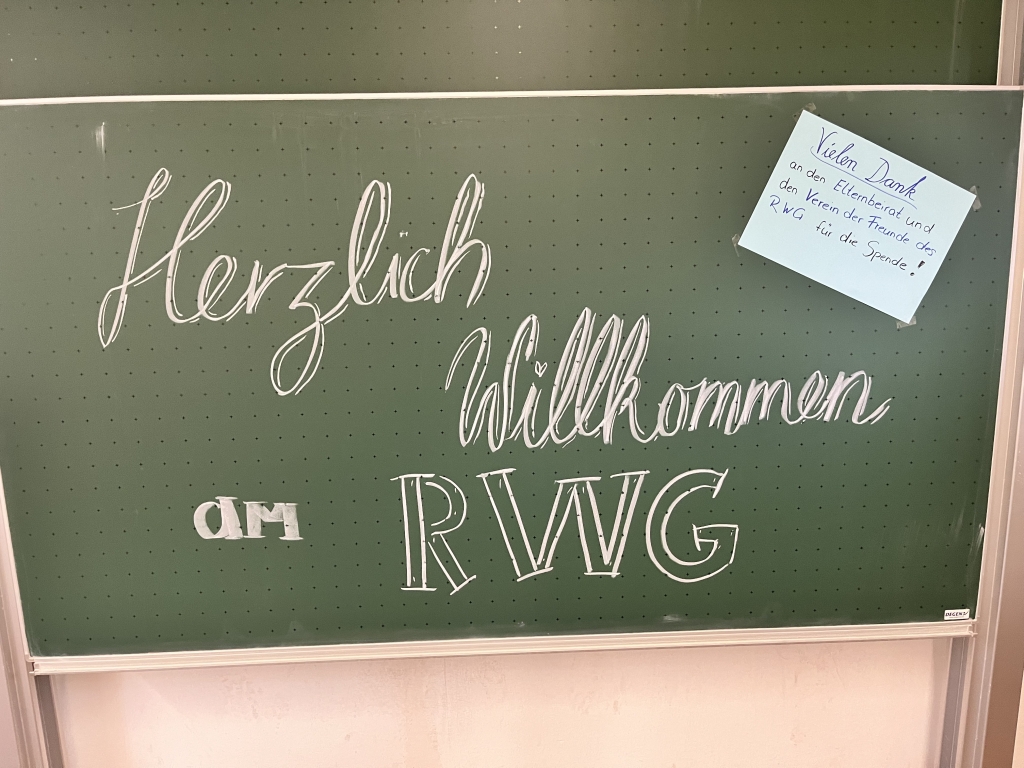 Herzlich
Willkommen
am RWG
Vielen Dank
an den Elternbeirat und
den Verein der Freunde des
RWG für die Spende!